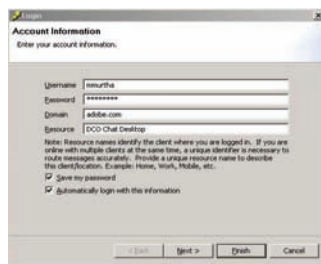 Login
Account Information
Enter your account information.
Username mmurtha
Password ********
Domain adobe.com
Resource DCO Chat Desktop
Note: Resource names identify the client where you are logged in. If you are
online with multiple clients at the same time, a unique identifier is necessary to
route messages accurately. Provide a unique resource name to describe
this client/location. Example: Home, Work, Mobile, etc.
Save my password
Automatically login with this information
< Back Next > Finish Cancel